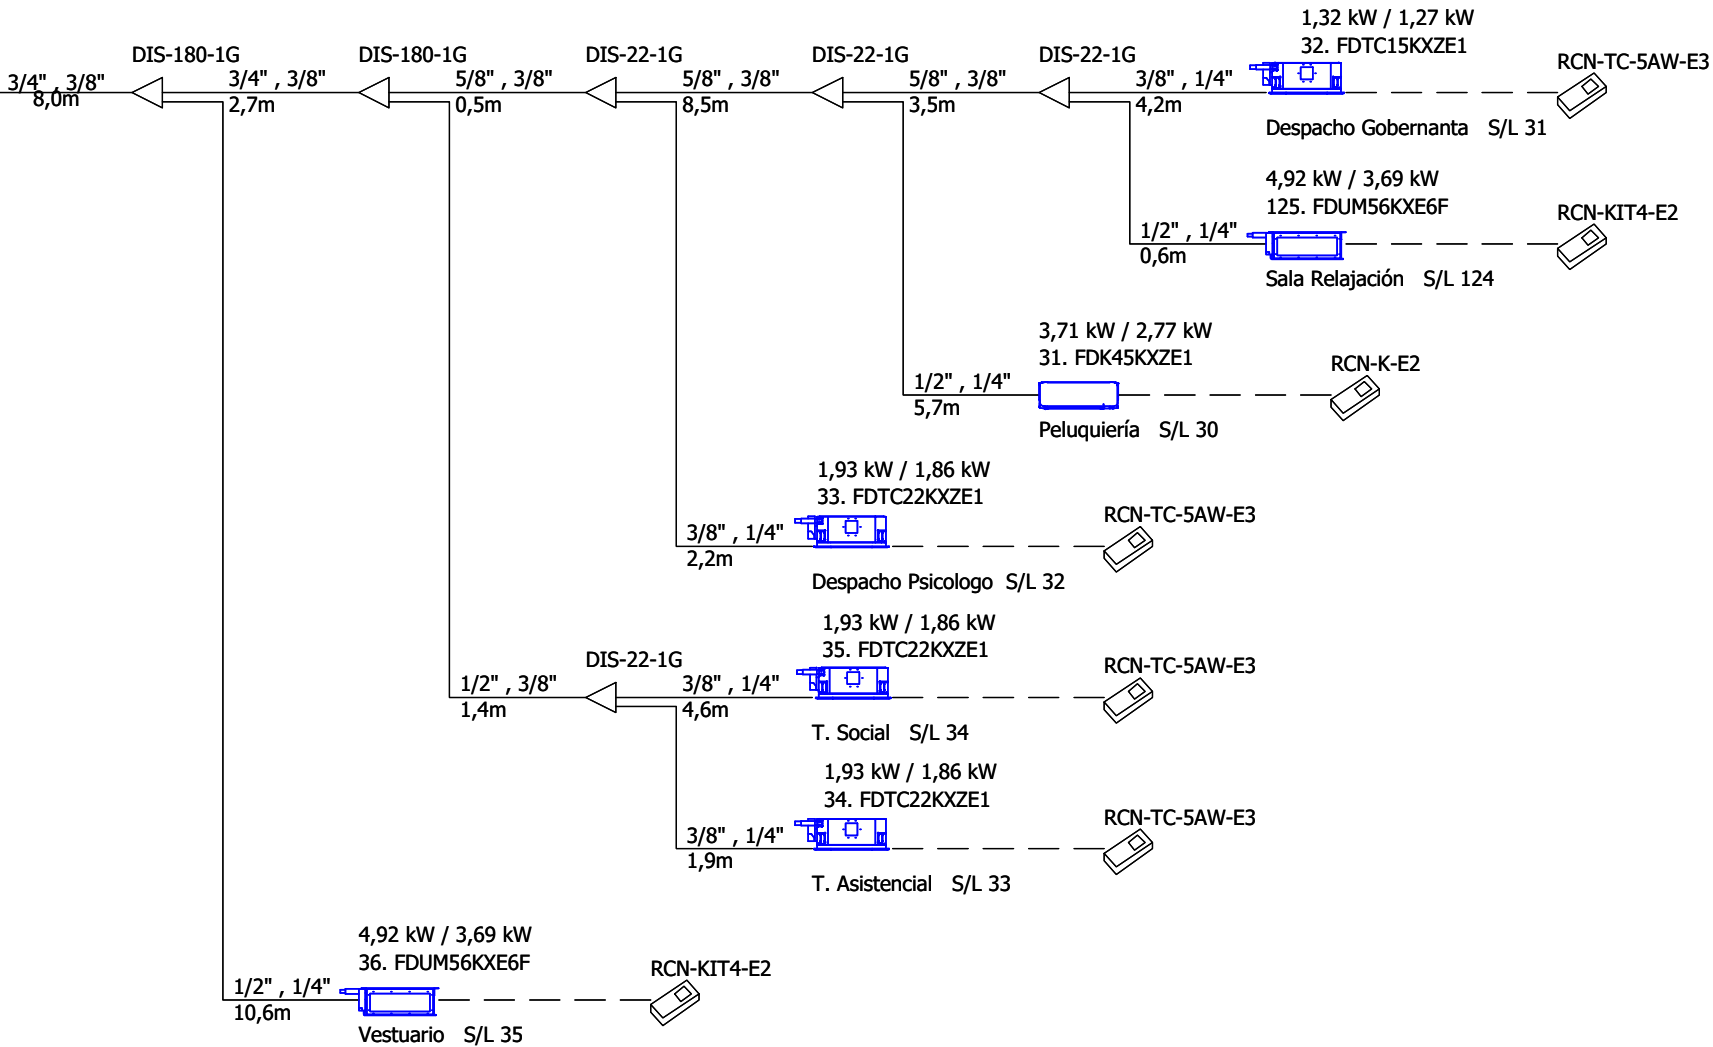 1,32 kW / 1,27 kW
32. FDTC15KXZE1
DIS-180-1G
DIS-180-1G
DIS-22-1G
DIS-22-1G
DIS-22-1G
RCN-TC-5AW-E3
3/4" , 3/8"
8,0m
3/4" , 3/8"
2,7m
5/8" , 3/8"
0,5m
5/8" , 3/8"
8,5m
5/8" , 3/8"
3,5m
3/8" , 1/4"
4,2m
Despacho Gobernanta S/L 31
4,92 kW / 3,69 kW
125. FDUM56KXE6F
RCN-KIT4-E2
1/2" , 1/4"
0,6m
Sala Relajación S/L 124
3,71 kW / 2,77 kW
31. FDK45KXZE1
RCN-K-E2
1/2" , 1/4"
5,7m
Peluquiería S/L 30
1,93 kW / 1,86 kW
33. FDTC22KXZE1
RCN-TC-5AW-E3
3/8" , 1/4"
2,2m
Despacho Psicologo S/L 32
1,93 kW / 1,86 kW
35. FDTC22KXZE1
DIS-22-1G
RCN-TC-5AW-E3
1/2" , 3/8"
1,4m
3/8" , 1/4"
4,6m
T. Social S/L 34
1,93 kW / 1,86 kW
34. FDTC22KXZE1
RCN-TC-5AW-E3
3/8" , 1/4"
1,9m
T. Asistencial S/L 33
4,92 kW / 3,69 kW
36. FDUM56KXE6F
RCN-KIT4-E2
1/2" , 1/4"
10,6m
Vestuario S/L 35